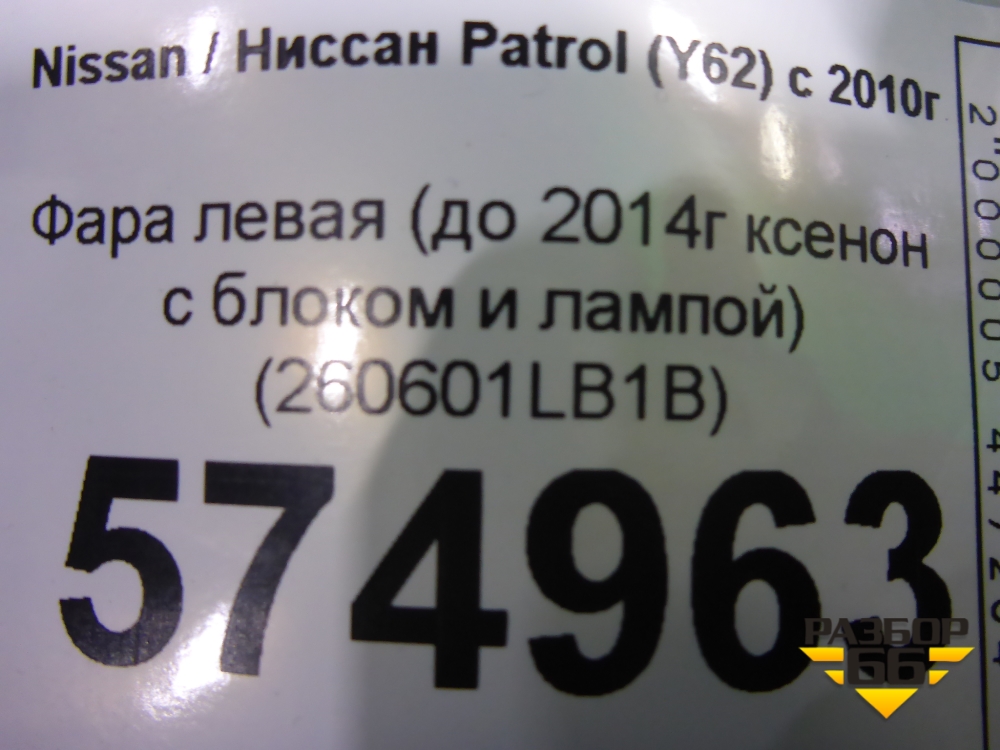 Nissan / Ниссан Patrol (Y62) с 2010г
Фара левая (до 2014г ксенон
с блоком и лампой)
(260601LB1B)
574963
РАЗБОР
66